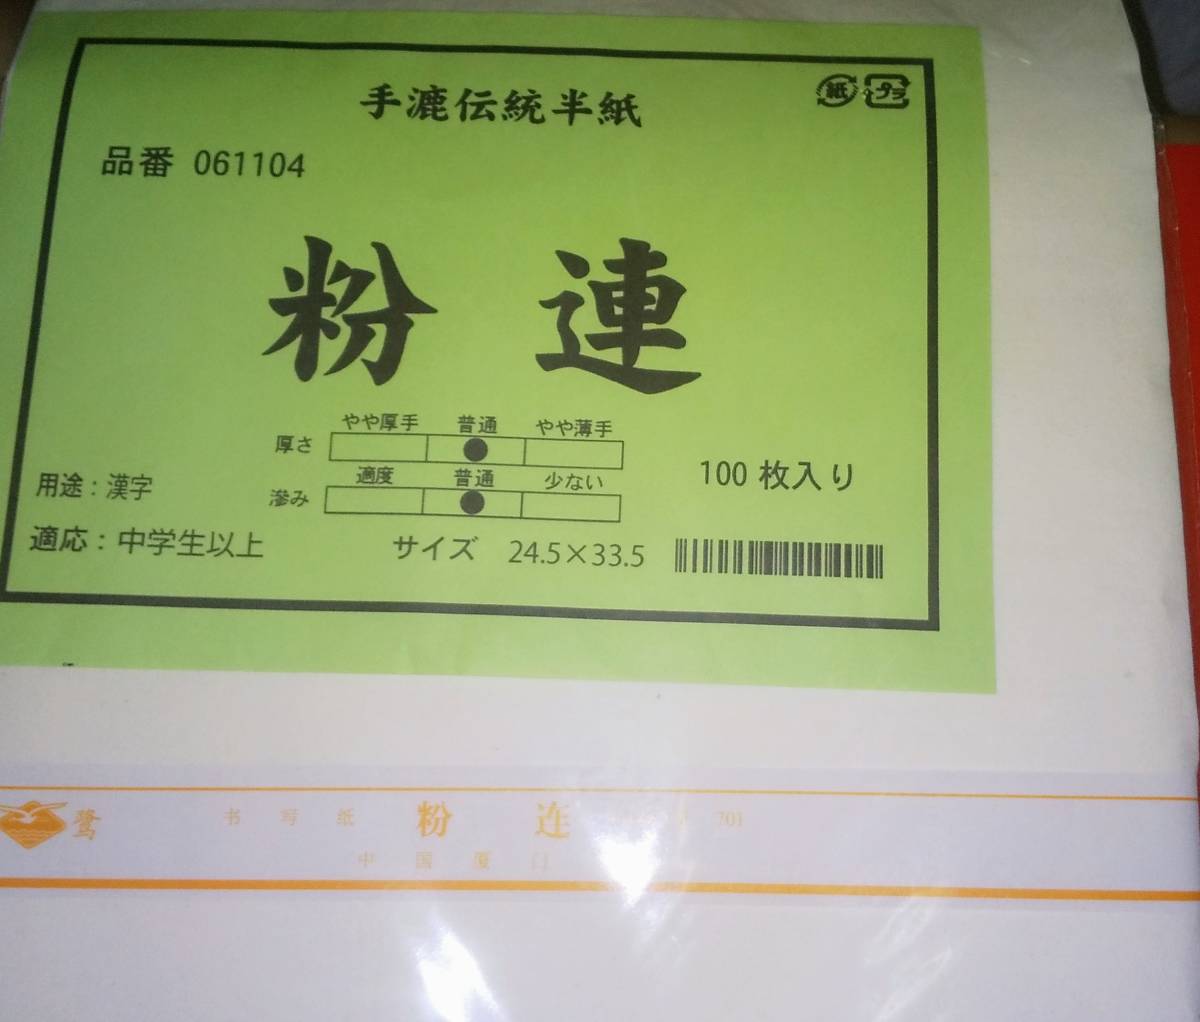 手漉伝統半紙
紙 プラ
品番 061104
粉連
やや厚手 普通 やや薄手
厚さ
適度 普通 少ない
滲み
用途：漢字
100 枚入り
適応：中学生以上
サイズ 24.5×33.5
鹭 书写纸 粉连 701
中国厦门